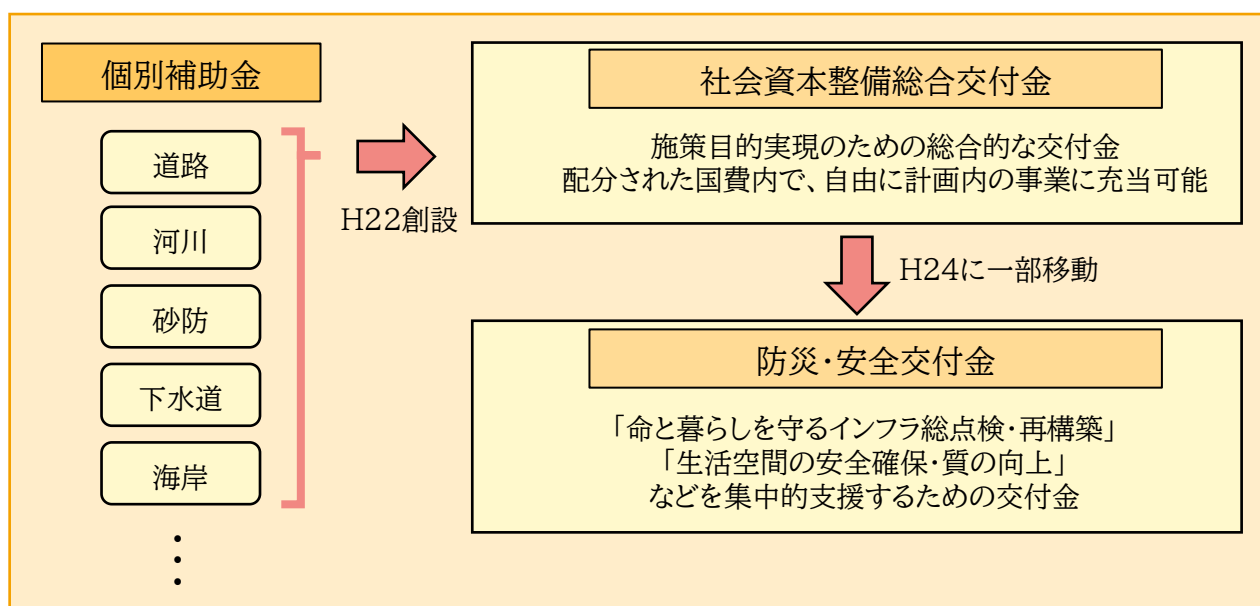 個別補助金
道路
河川
砂防
下水道
海岸
H22創設
社会資本整備総合交付金
施策目的実現のための総合的な交付金
配分された国費内で、自由に計画内の事業に充当可能
H24に一部移動
防災・安全交付金
「命と暮らしを守るインフラ総点検・再構築」
「生活空間の安全確保・質の向上」
などを集中的支援するための交付金